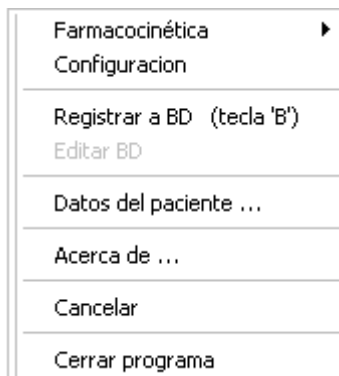 Farmacocinética
Configuracion
Registrar a BD (tecla 'B')
Editar BD
Datos del paciente ...
Acerca de ...
Cancelar
Cerrar programa